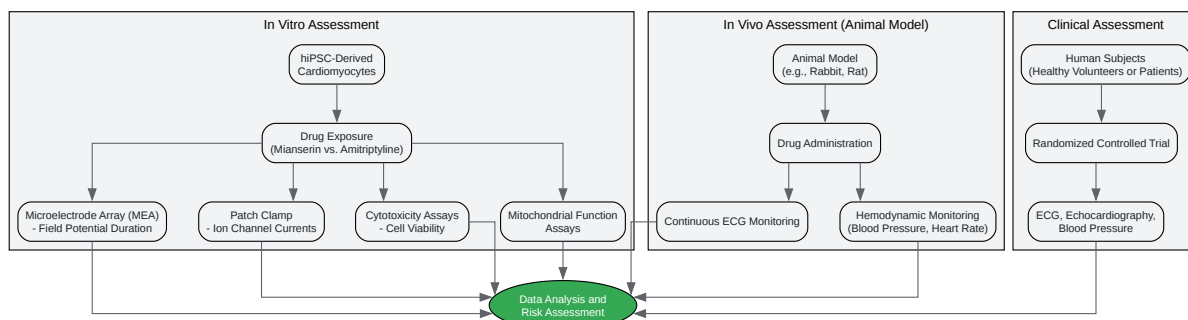 In Vitro Assessment
hiPSC-Derived
Cardiomyocytes
Drug Exposure
(Mianserin vs. Amitriptyline)
Microelectrode Array (MEA)
- Field Potential Duration
Patch Clamp
- Ion Channel Currents
Cytotoxicity Assays
- Cell Viability
Mitochondrial Function
Assays
In Vivo Assessment (Animal Model)
Animal Model
(e.g., Rabbit, Rat)
Drug Administration
Continuous ECG Monitoring
Hemodynamic Monitoring
(Blood Pressure, Heart Rate)
Clinical Assessment
Human Subjects
(Healthy Volunteers or Patients)
Randomized Controlled Trial
ECG, Echocardiography,
Blood Pressure
Data Analysis and
Risk Assessment